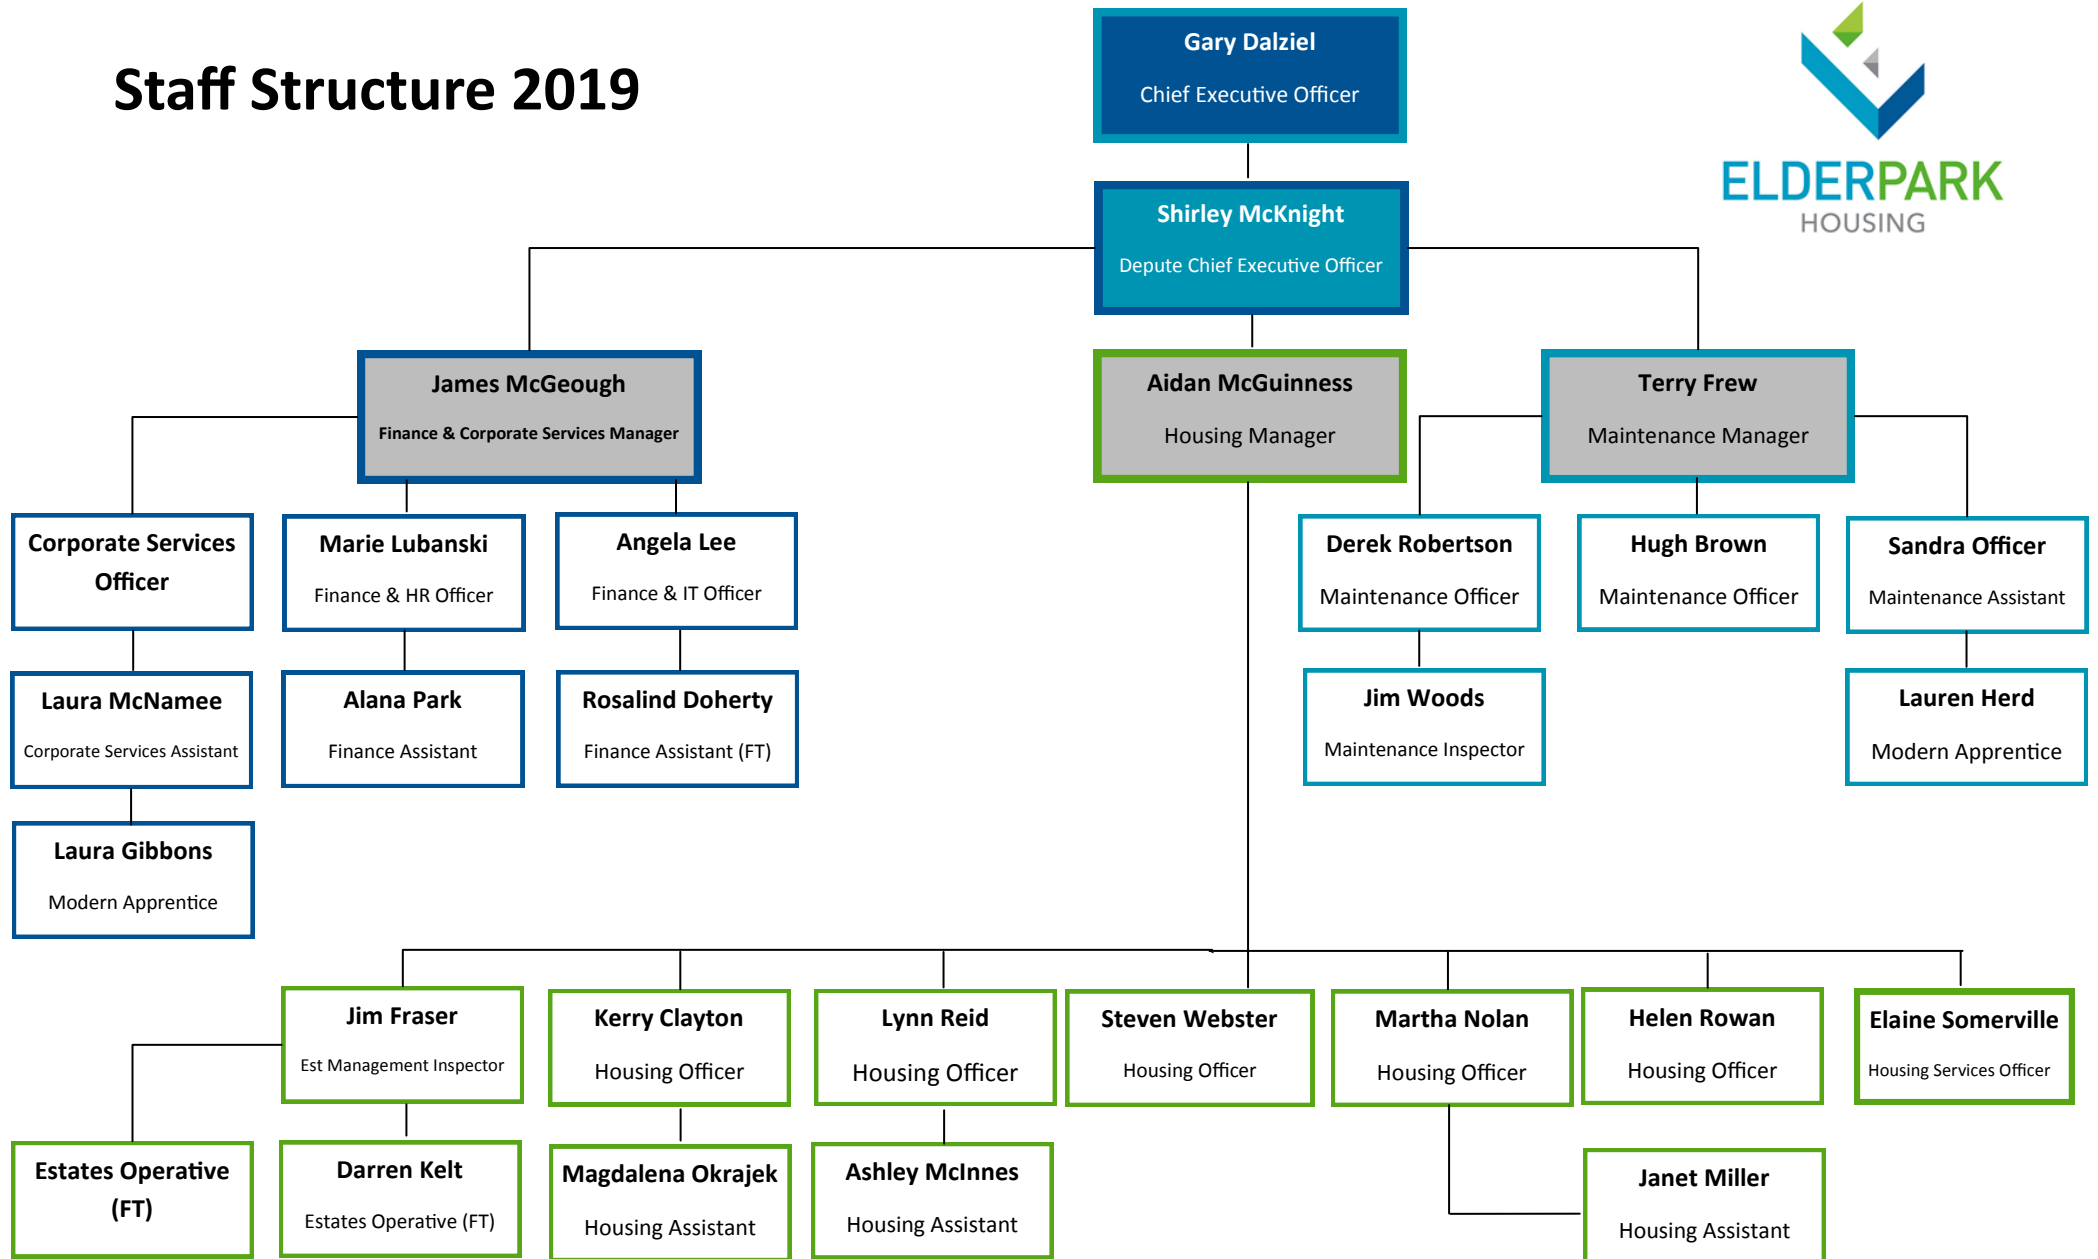 Staff Structure 2019
Gary Dalziel
Chief Executive Officer
ELDERPARK
HOUSING
Shirley McKnight
Depute Chief Executive Officer
James McGeough
Finance & Corporate Services Manager
Aidan McGuinness
Housing Manager
Terry Frew
Maintenance Manager
Corporate Services
Officer
Marie Lubanski
Finance & HR Officer
Angela Lee
Finance & IT Officer
Derek Robertson
Maintenance Officer
Hugh Brown
Maintenance Officer
Sandra Officer
Maintenance Assistant
Laura McNamee
Corporate Services Assistant
Alana Park
Finance Assistant
Rosalind Doherty
Finance Assistant (FT)
Jim Woods
Maintenance Inspector
Lauren Herd
Modern Apprentice
Laura Gibbons
Modern Apprentice
Jim Fraser
Est Management Inspector
Kerry Clayton
Housing Officer
Lynn Reid
Housing Officer
Steven Webster
Housing Officer
Martha Nolan
Housing Officer
Helen Rowan
Housing Officer
Elaine Somerville
Housing Services Officer
Estates Operative
(FT)
Darren Kelt
Estates Operative (FT)
Magdalena Okrajek
Housing Assistant
Ashley McInnes
Housing Assistant
Janet Miller
Housing Assistant